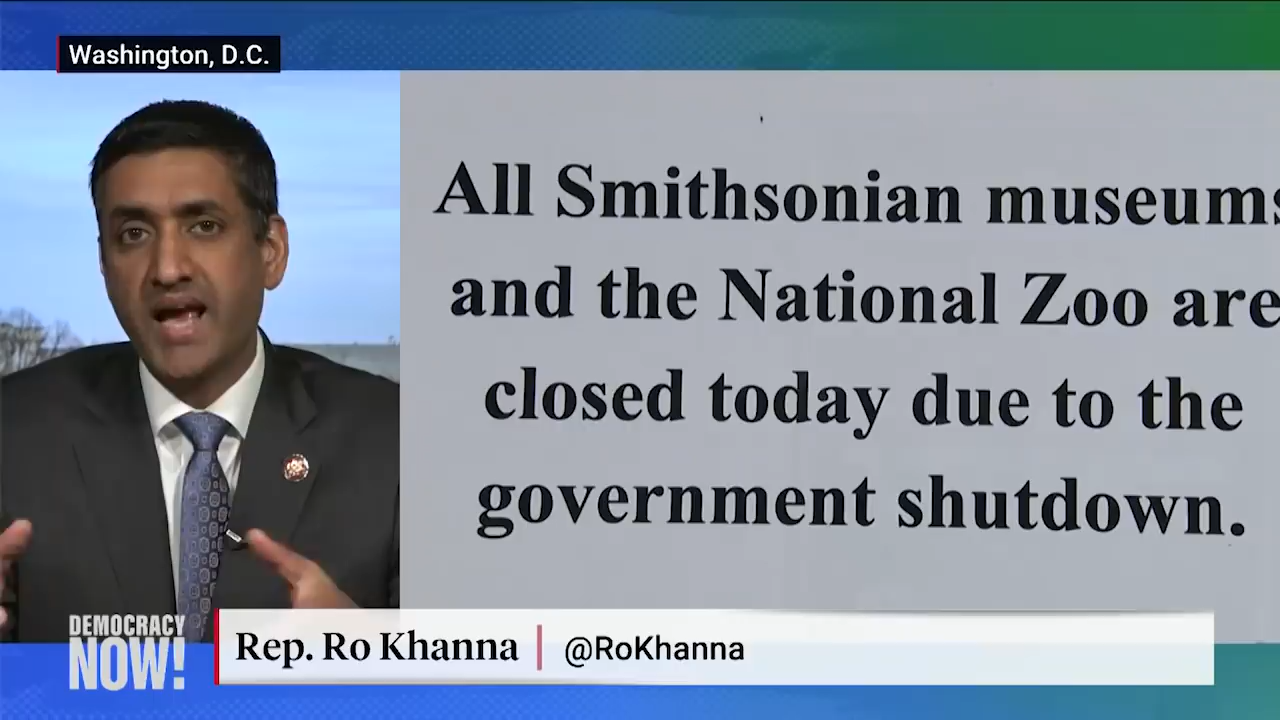 Washington, D.C.
All Smithsonian museums
and the National Zoo are
closed today due to the
government shutdown.
DEMOCRACY
NOW!
Rep. Ro Khanna | @RoKhanna